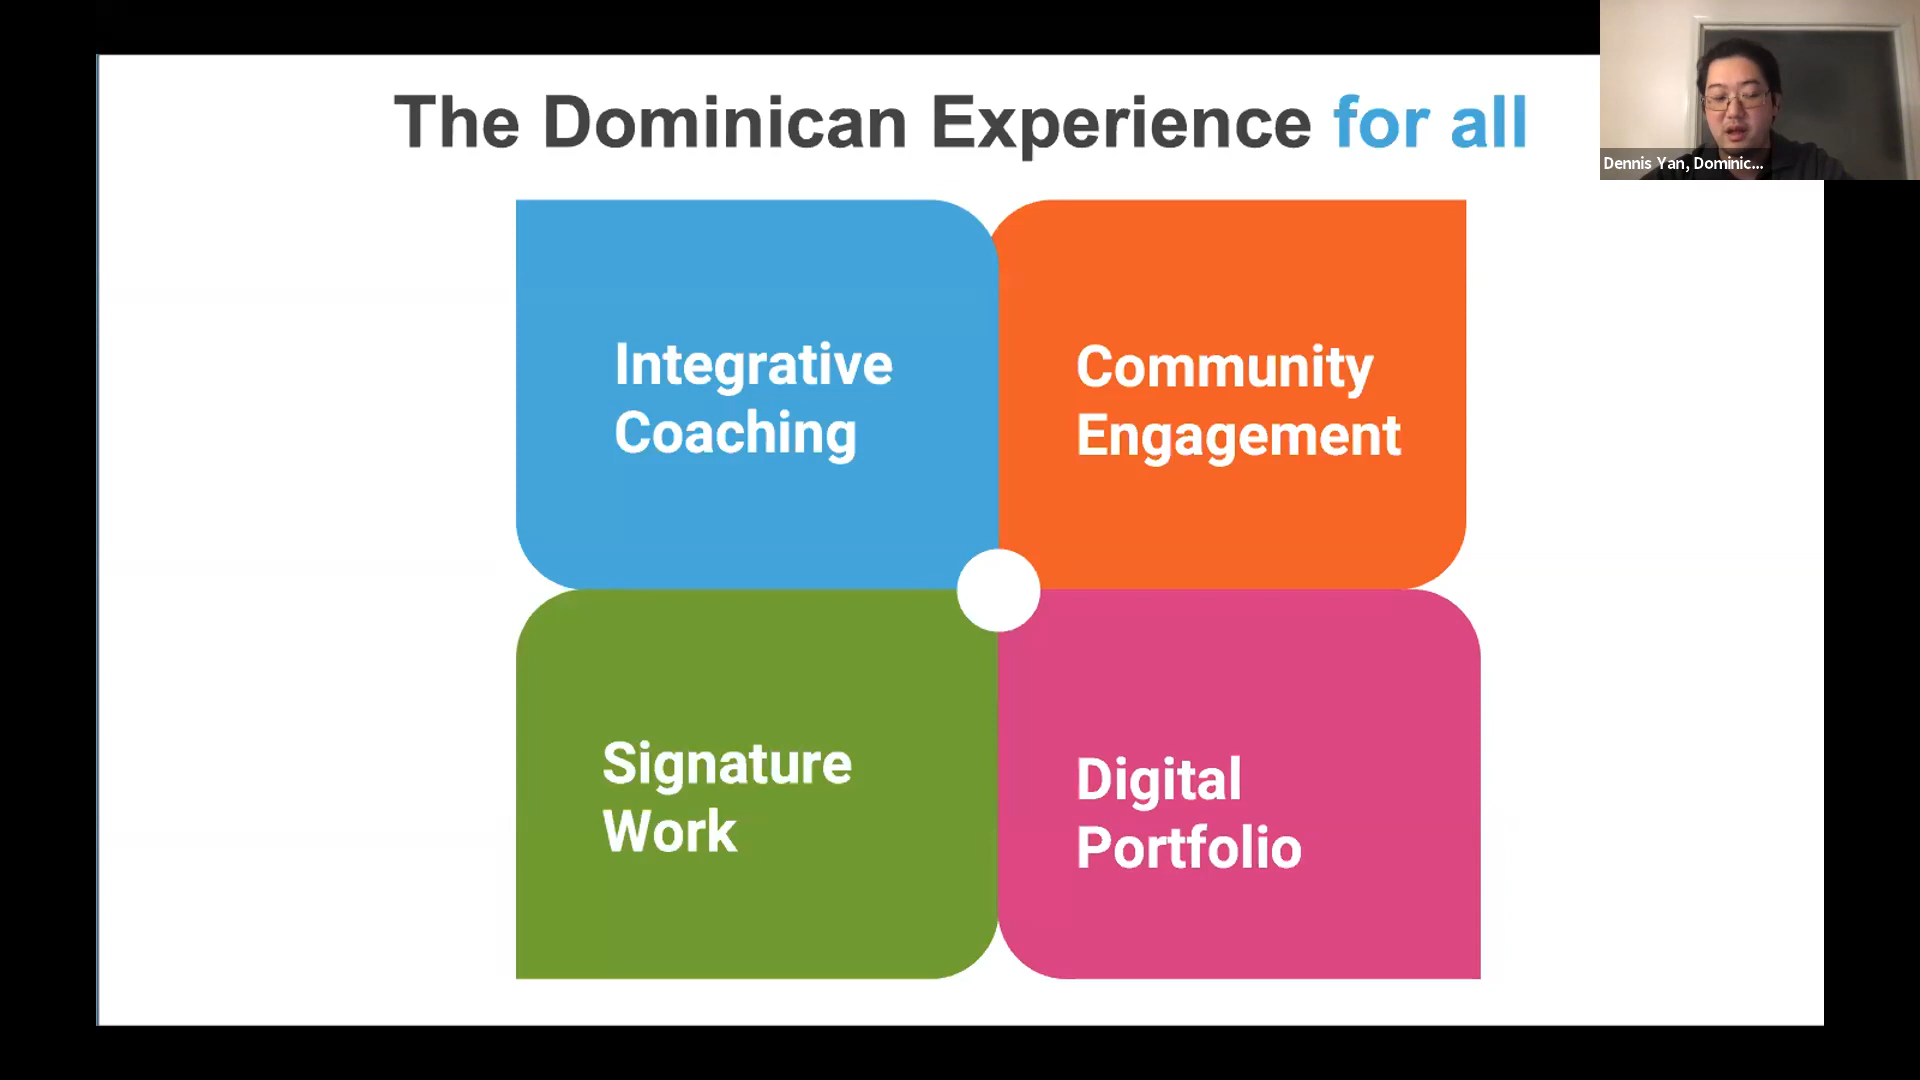 The Dominican Experience for all
Dennis Yan, Dominic...
Integrative
Coaching
Community
Engagement
Signature
Work
Digital
Portfolio